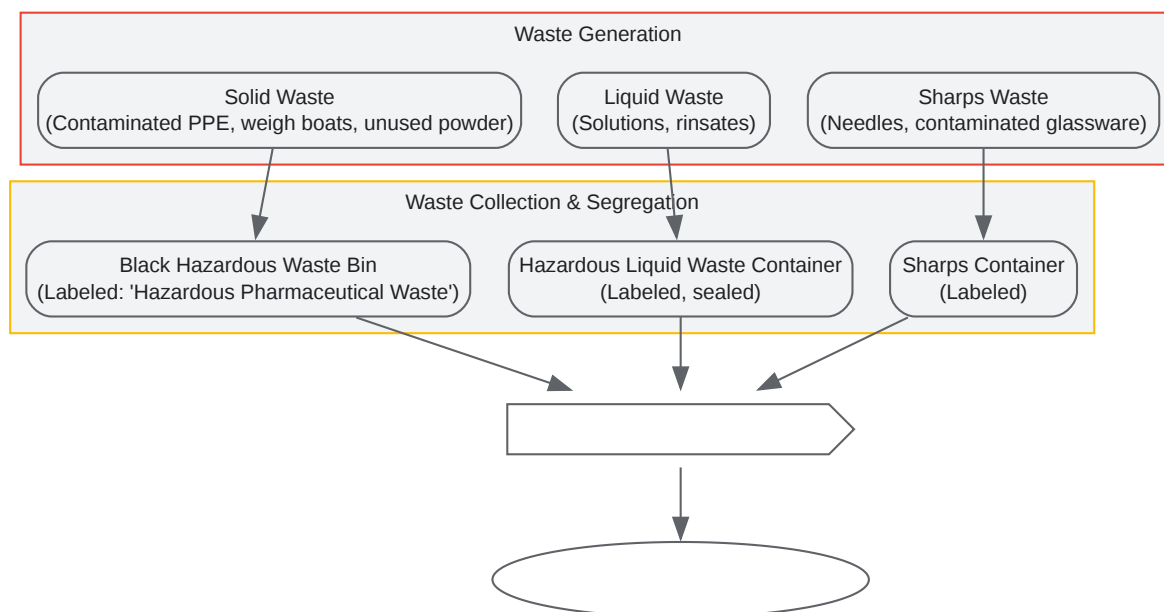 Waste Generation
Solid Waste
(Contaminated PPE, weigh boats, unused powder)
Liquid Waste
(Solutions, rinsates)
Sharps Waste
(Needles, contaminated glassware)
Waste Collection & Segregation
Black Hazardous Waste Bin
(Labeled: 'Hazardous Pharmaceutical Waste')
Hazardous Liquid Waste Container
(Labeled, sealed)
Sharps Container
(Labeled)